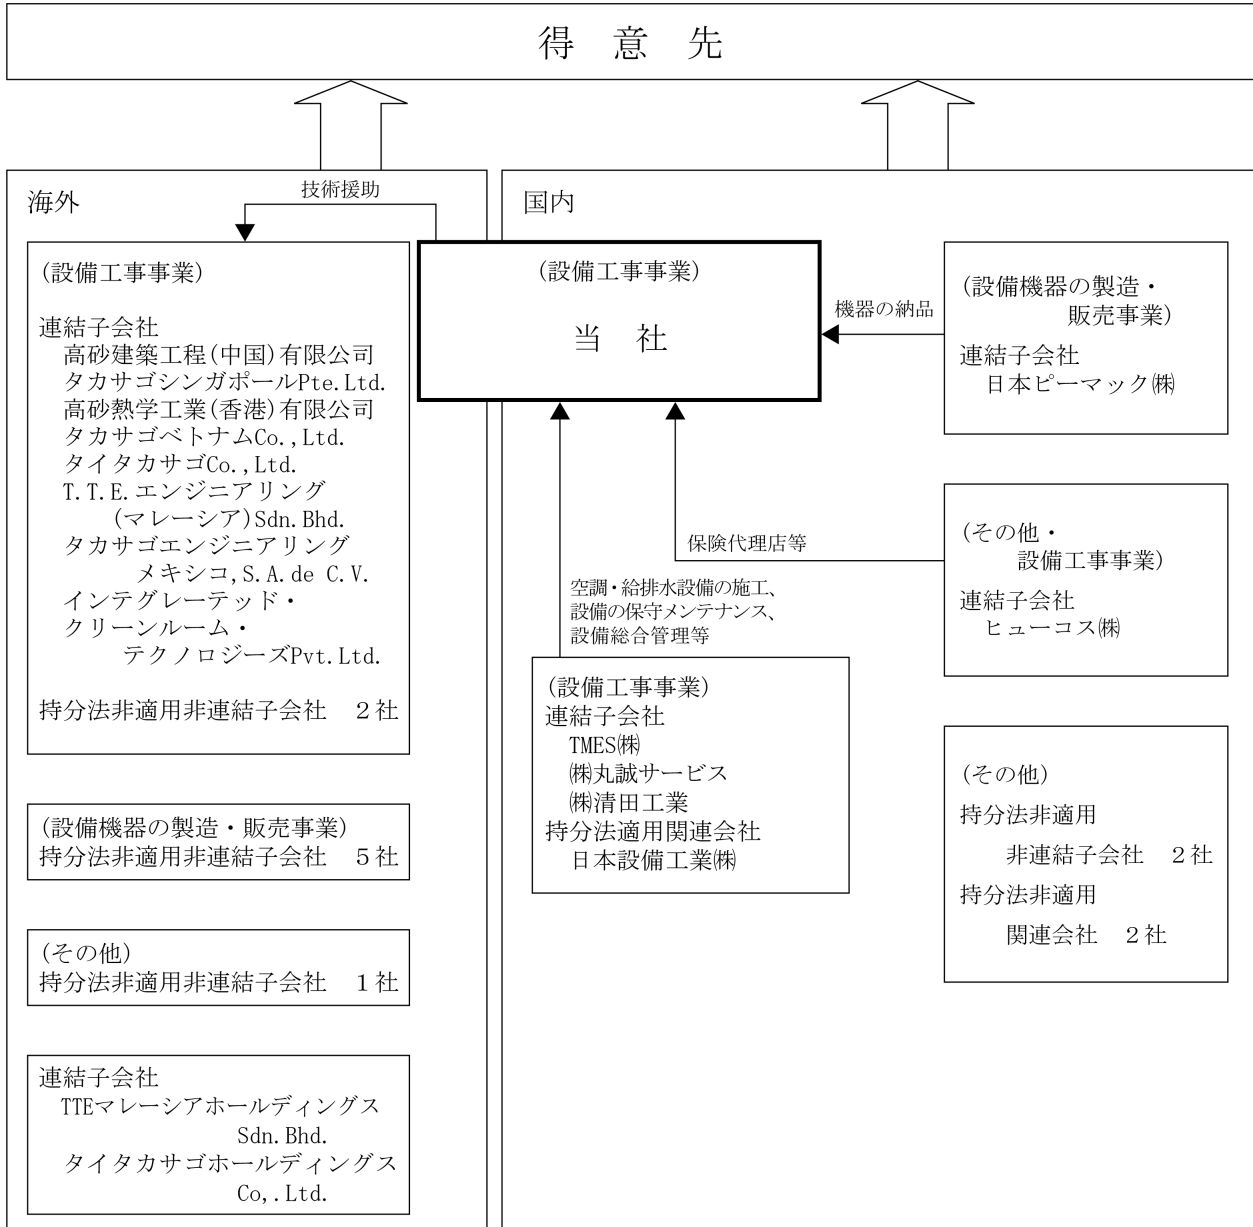 得　意　先
海外
技術援助
(設備工事事業)
連結子会社
高砂建築工程(中国)有限公司
タカサゴシンガポールPte.Ltd.
高砂熱学工業(香港)有限公司
タカサゴベトナムCo.,Ltd.
タイタカサゴCo.,Ltd.
T.T.E.エンジニアリング
(マレーシア)Sdn.Bhd.
タカサゴエンジニアリング
メキシコ,S.A.de C.V.
インテグレーテッド・
クリーンルーム・
テクノロジーズPvt.Ltd.
持分法非適用非連結子会社　２社
(設備機器の製造・販売事業)
持分法非適用非連結子会社　５社
(その他)
持分法非適用非連結子会社　１社
連結子会社
TTEマレーシアホールディングス
Sdn.Bhd.
タイタカサゴホールディングス
Co,.Ltd.
国内
(設備工事事業)
当　社
機器の納品
(設備機器の製造・
販売事業)
連結子会社
日本ピーマック㈱
保険代理店等
(その他・
設備工事事業)
連結子会社
ヒューコス㈱
空調・給排水設備の施工、
設備の保守メンテナンス、
設備総合管理等
(設備工事事業)
連結子会社
TMES㈱
㈱丸誠サービス
㈱清田工業
持分法適用関連会社
日本設備工業㈱
(その他)
持分法非適用
非連結子会社　２社
持分法非適用
関連会社　２社